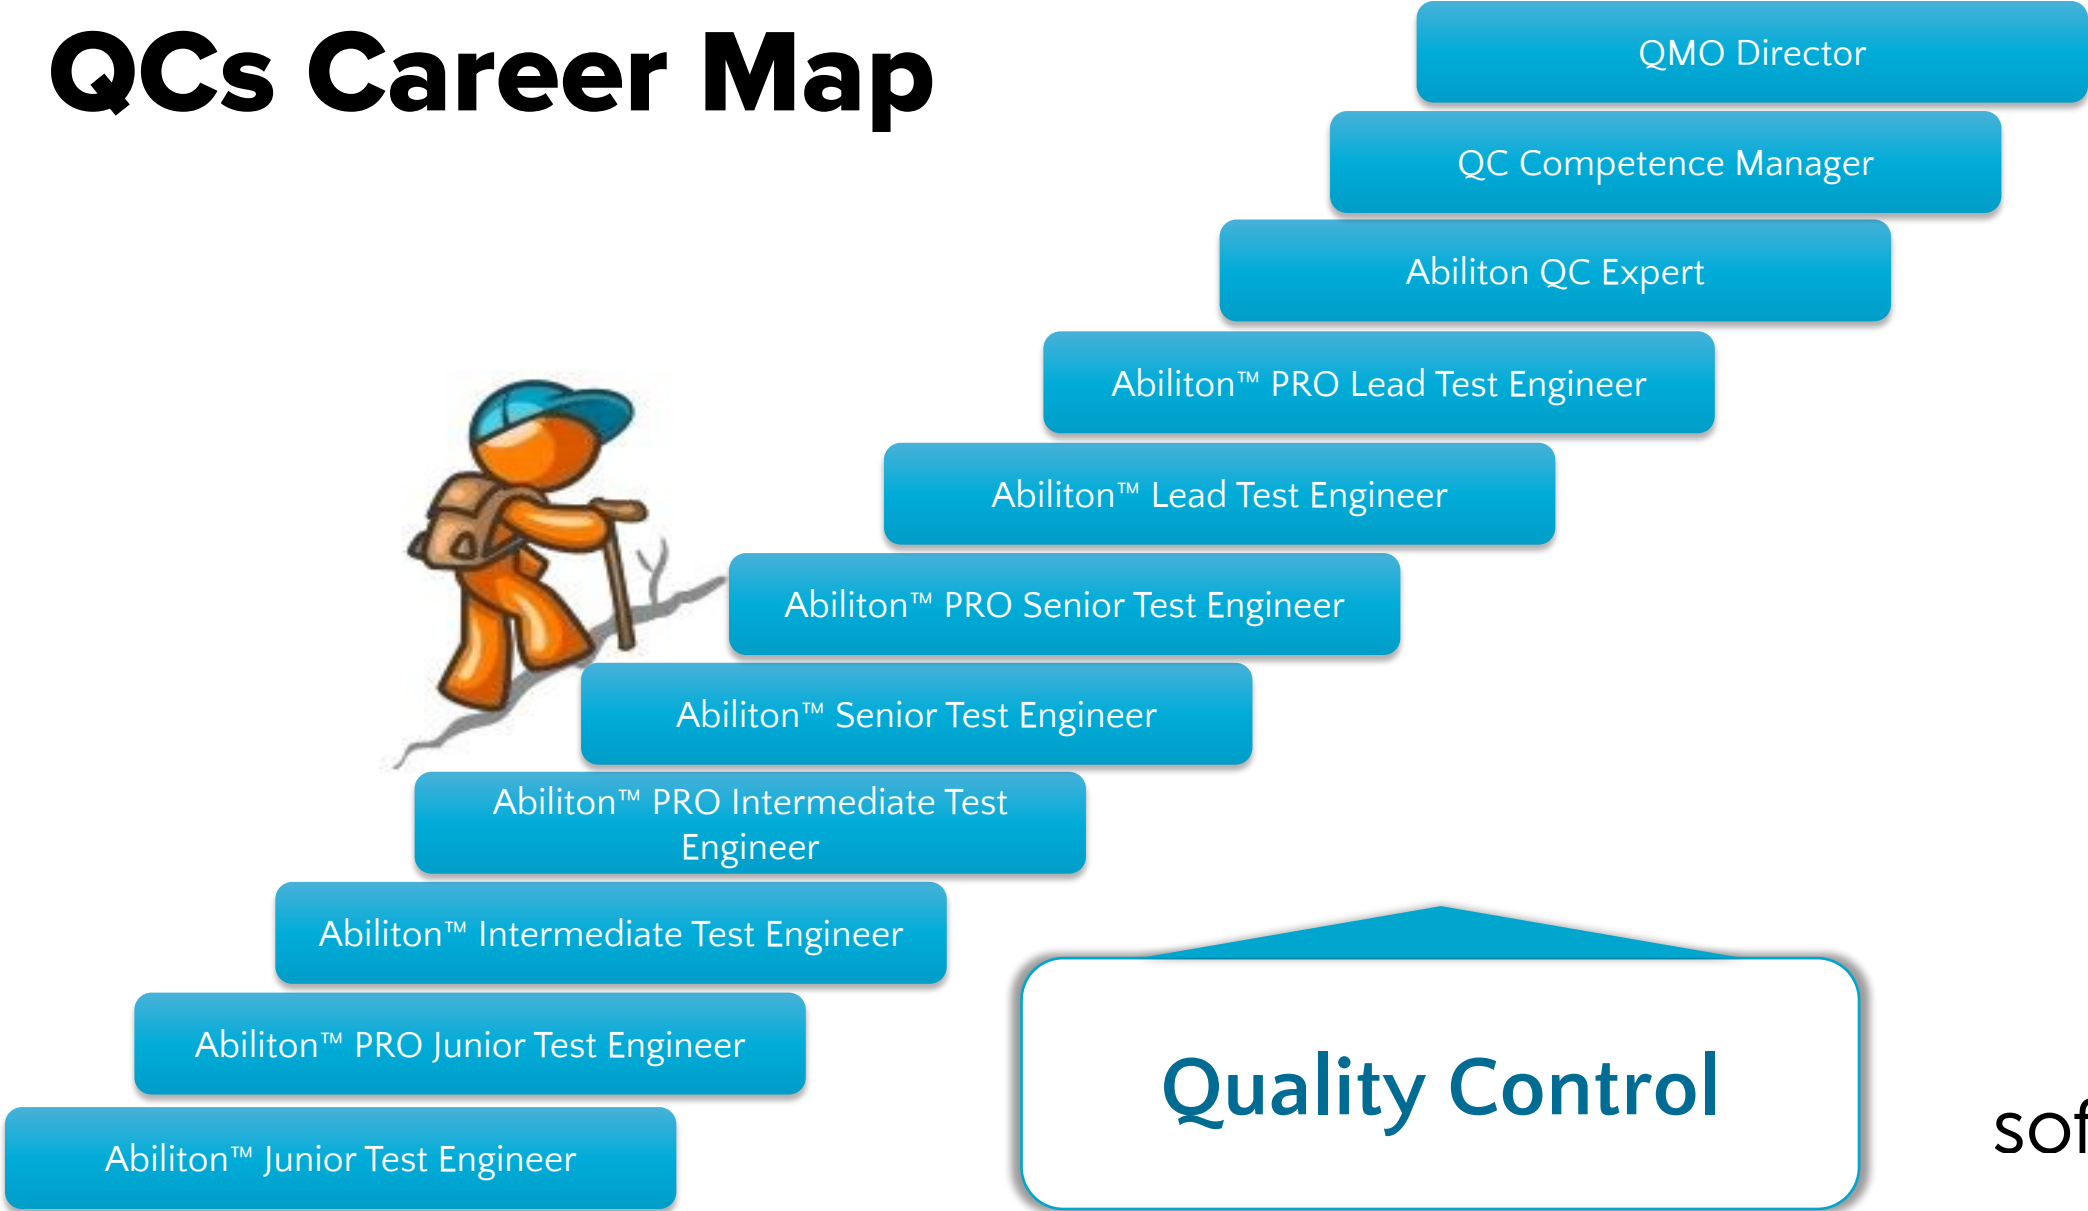 QCs Career Map
QMO Director
QC Competence Manager
Abiliton QC Expert
Abiliton™ PRO Lead Test Engineer
Abiliton™ Lead Test Engineer
Abiliton™ PRO Senior Test Engineer
Abiliton™ Senior Test Engineer
Abiliton™ PRO Intermediate Test
Engineer
Abiliton™ Intermediate Test Engineer
Abiliton™ PRO Junior Test Engineer
Abiliton™ Junior Test Engineer
Quality Control